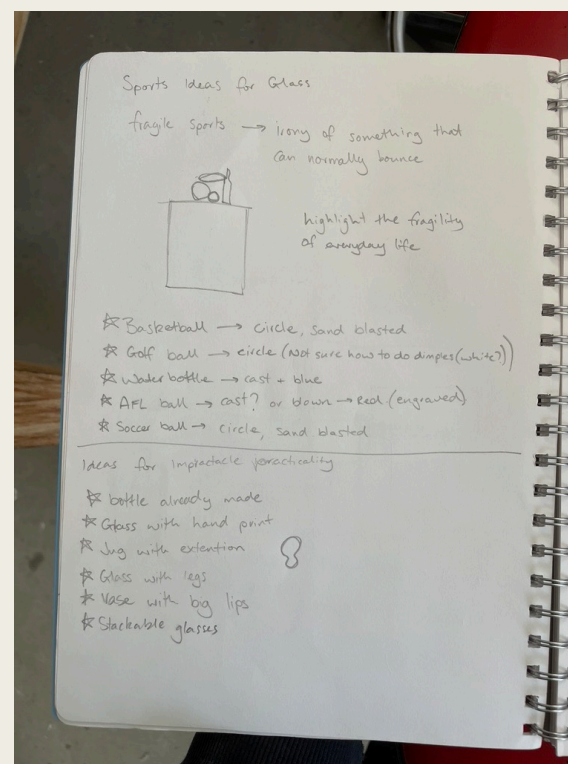 Sports Ideas for Glass
fragile sports → irony of something that
can normally bounce
highlight the fragility
of everyday life
☆ Basketball → circle, sand blasted
☆ Golf ball → circle (Not sure how to do dimples (white?))
☆ Water bottle → cast + blue
☆ AFL ball → cast? or blown → Red (engraved)
☆ Soccer ball → circle, sand blasted
Ideas for Impractacle practicality
☆ bottle already made
☆ Glass with hand print
☆ Jug with extention
☆ Glass with legs
☆ Vase with big lips
☆ Stackable glasses